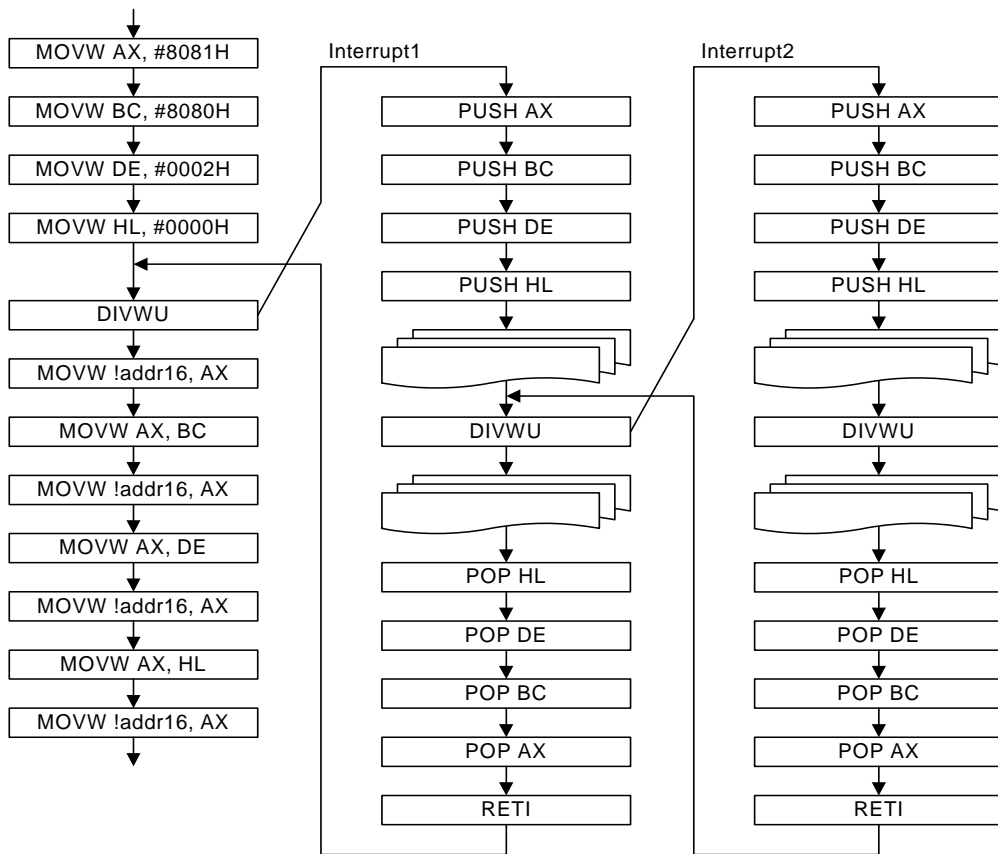 MOVW AX, #8081H
MOVW BC, #8080H
MOVW DE, #0002H
MOVW HL, #0000H
DIVWU
MOVW !addr16, AX
MOVW AX, BC
MOVW !addr16, AX
MOVW AX, DE
MOVW !addr16, AX
MOVW AX, HL
MOVW !addr16, AX
Interrupt1
PUSH AX
PUSH BC
PUSH DE
PUSH HL
DIVWU
POP HL
POP DE
POP BC
POP AX
RETI
Interrupt2
PUSH AX
PUSH BC
PUSH DE
PUSH HL
DIVWU
POP HL
POP DE
POP BC
POP AX
RETI